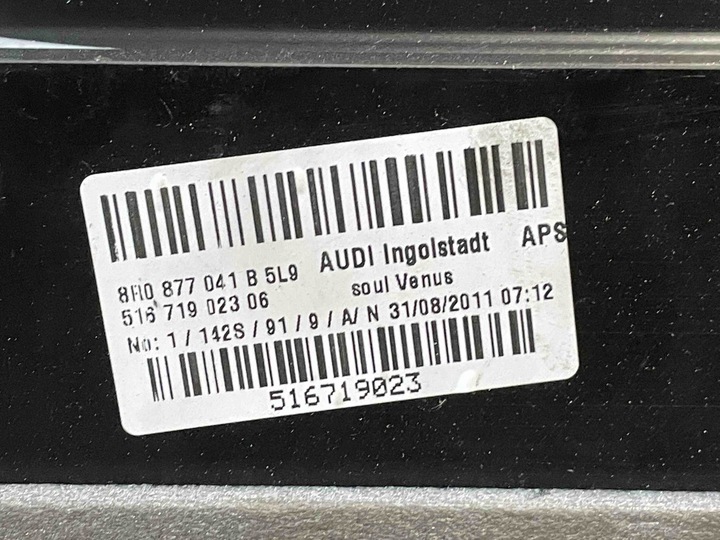 8R0 877 041 B 5L9 AUDI Ingolstadt APS
516 719 023 06 soul Venus
No: 1 / 142S / 91 / 9 / A/ N 31/08/2011 07:12
516719023